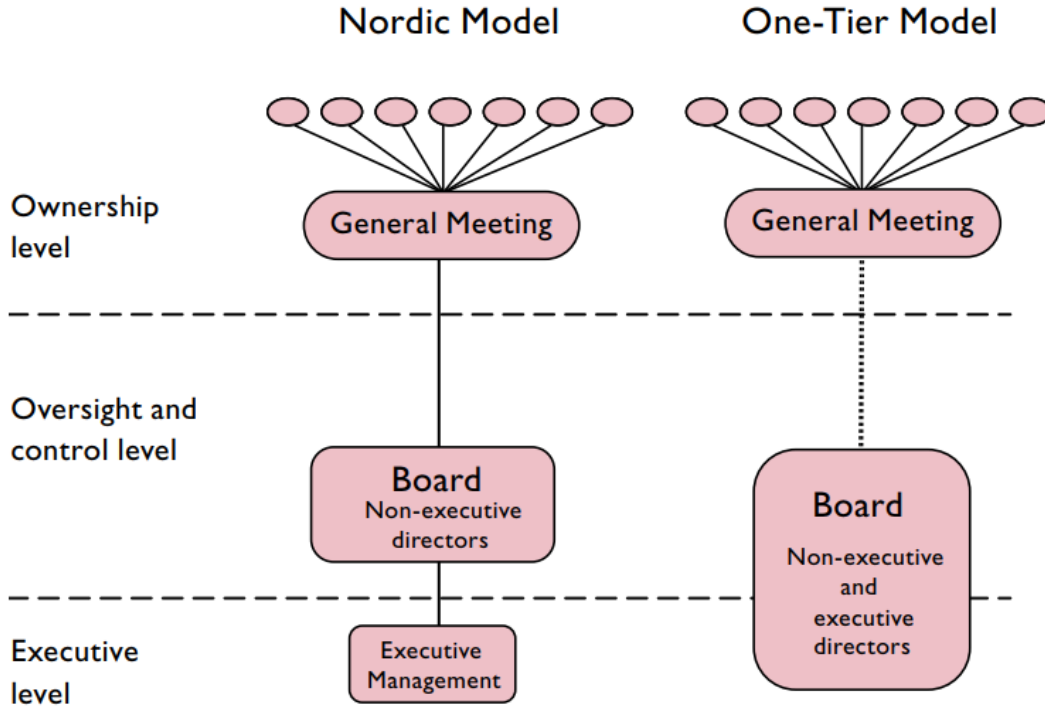 Nordic Model
One-Tier Model
Ownership
level
General Meeting
General Meeting
Oversight and
control level
Board
Non-executive
directors
Board
Non-executive
and
executive
directors
Executive
level
Executive
Management